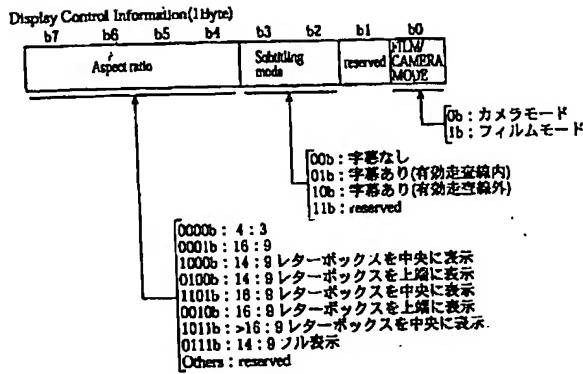 Display Control Information(1Byte)
b7 b6 b5 b4 b3 b2 b1 b0
Aspect ratio
Subtitling mode
reserved
FILM/ CAMERA MODE
0b：カメラモード
1b：フィルムモード
00b：字幕なし
01b：字幕あり(有効走査線内)
10b：字幕あり(有効走査線外)
11b：reserved
0000b：4：3
0001b：16：9
1000b：14：9 レターボックスを中央に表示
0100b：14：9 レターボックスを上端に表示
1101b：16：9 レターボックスを中央に表示
0010b：16：9 レターボックスを上端に表示
1011b：>16：9 レターボックスを中央に表示
0111b：14：9 フル表示
Others：reserved